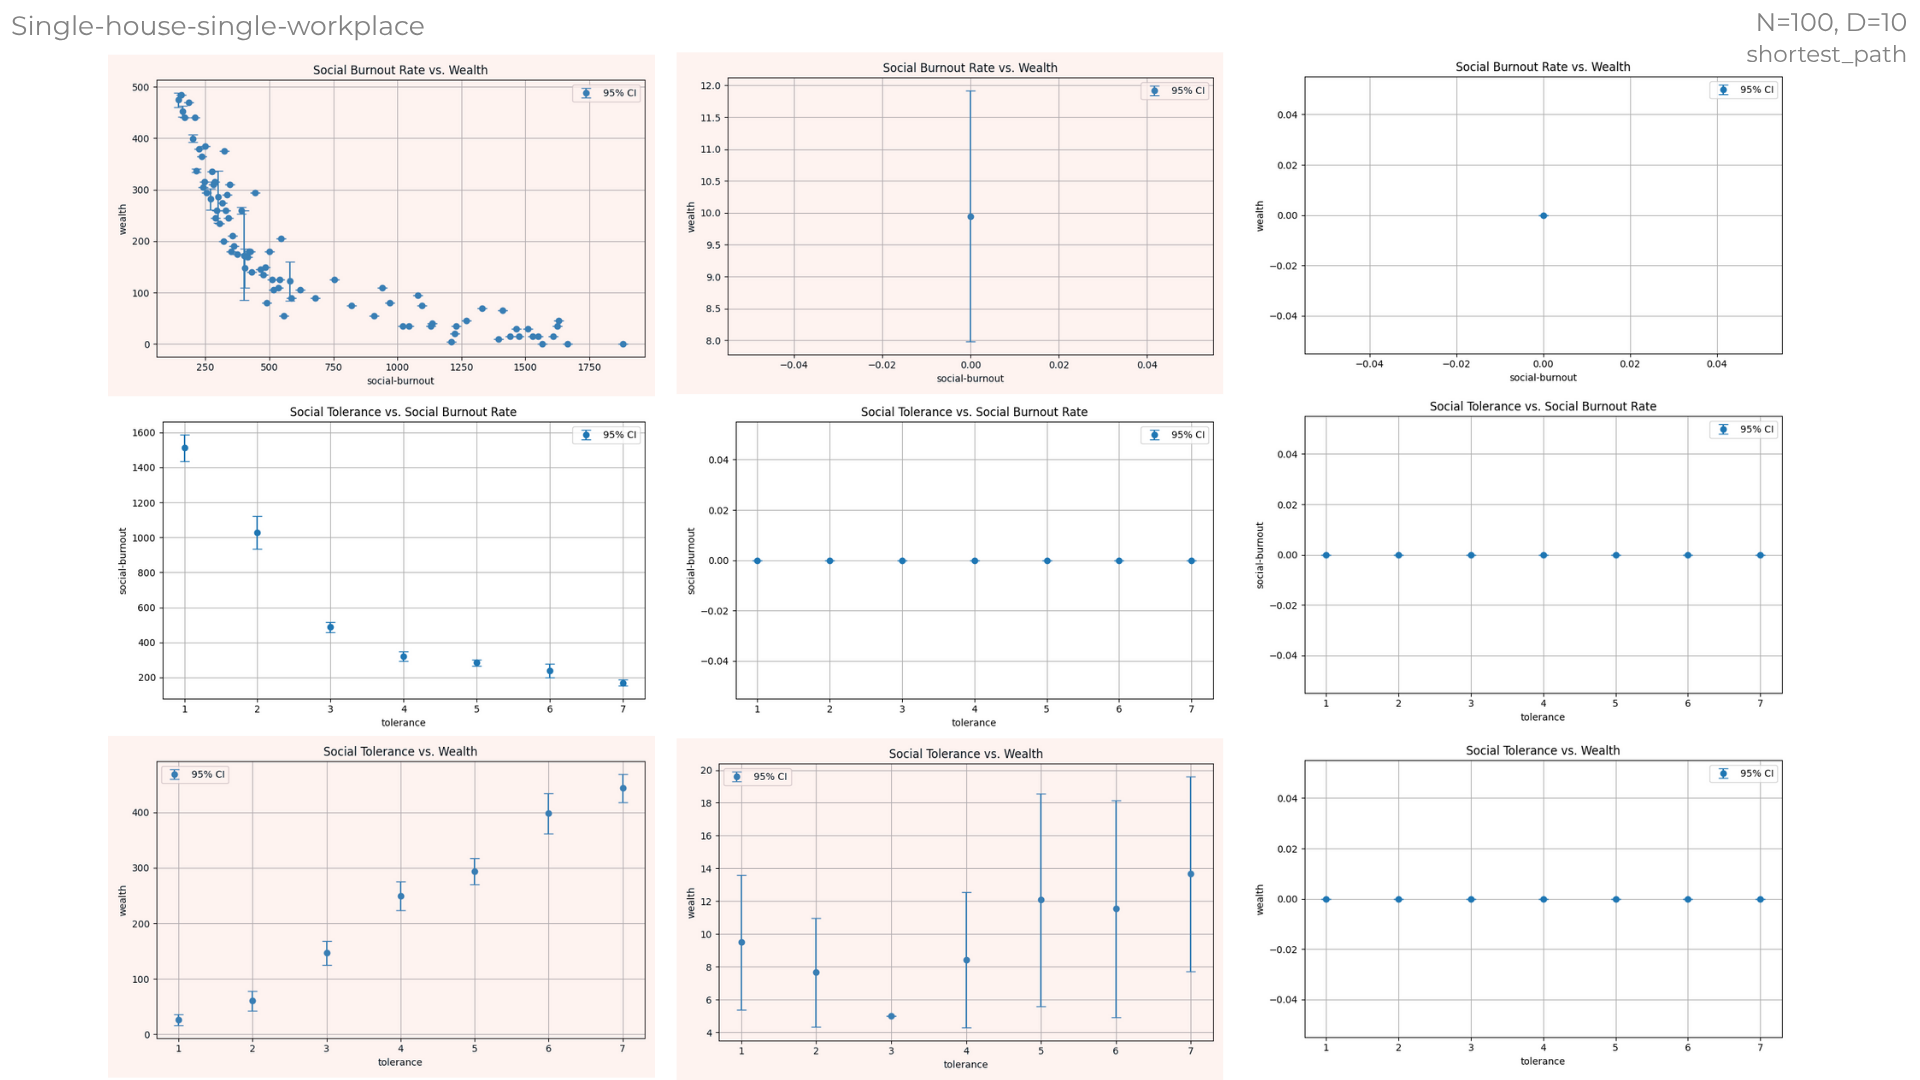 Single-house-single-workplace
N=100, D=10
shortest_path
Social Burnout Rate vs. Wealth
95% CI
500
400
300
200
100
0
wealth
250 500 750 1000 1250 1500 1750
social-burnout
Social Burnout Rate vs. Wealth
95% CI
12.0
11.5
11.0
10.5
10.0
9.5
9.0
8.5
8.0
wealth
−0.04 −0.02 0.00 0.02 0.04
social-burnout
Social Burnout Rate vs. Wealth
95% CI
0.04
0.02
0.00
−0.02
−0.04
wealth
−0.04 −0.02 0.00 0.02 0.04
social-burnout
Social Tolerance vs. Social Burnout Rate
95% CI
1600
1400
1200
1000
800
600
400
200
social-burnout
1 2 3 4 5 6 7
tolerance
Social Tolerance vs. Social Burnout Rate
95% CI
0.04
0.02
0.00
−0.02
−0.04
social-burnout
1 2 3 4 5 6 7
tolerance
Social Tolerance vs. Social Burnout Rate
95% CI
0.04
0.02
0.00
−0.02
−0.04
social-burnout
1 2 3 4 5 6 7
tolerance
Social Tolerance vs. Wealth
95% CI
400
300
200
100
0
wealth
1 2 3 4 5 6 7
tolerance
Social Tolerance vs. Wealth
95% CI
20
18
16
14
12
10
8
6
4
wealth
1 2 3 4 5 6 7
tolerance
Social Tolerance vs. Wealth
95% CI
0.04
0.02
0.00
−0.02
−0.04
wealth
1 2 3 4 5 6 7
tolerance